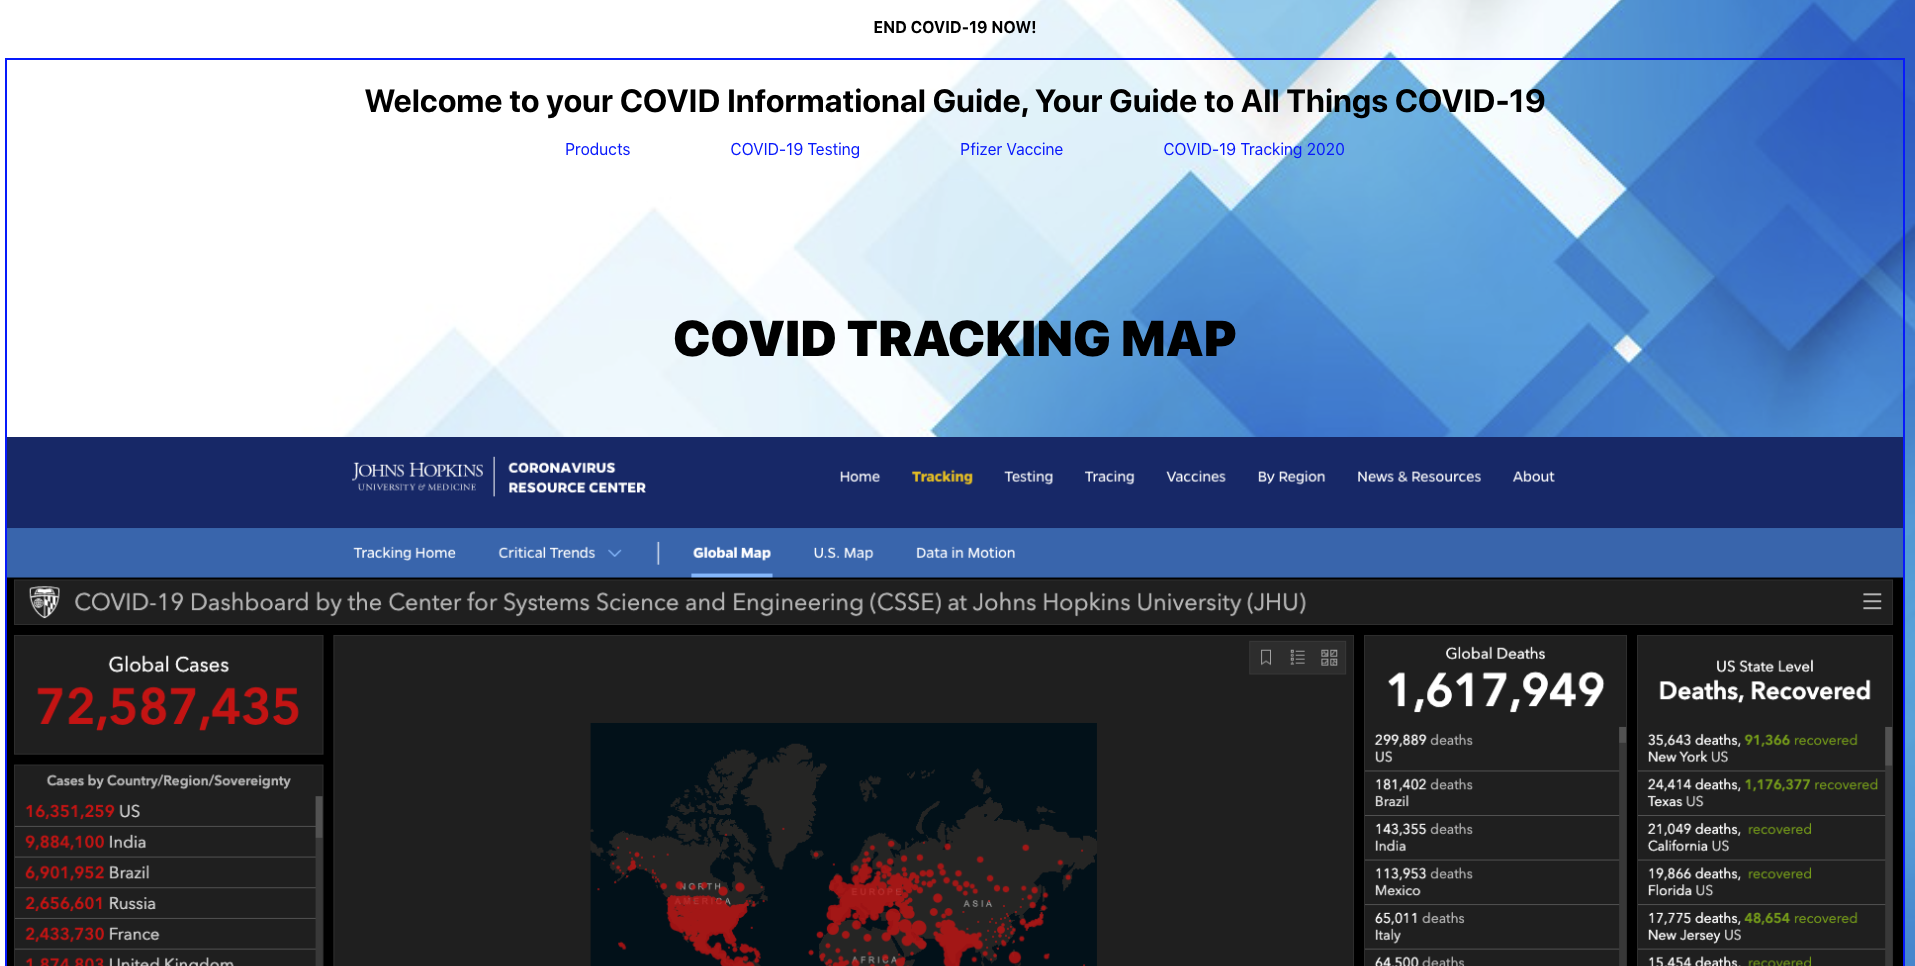 END COVID-19 NOW!
Welcome to your COVID Informational Guide, Your Guide to All Things COVID-19
Products COVID-19 Testing Pfizer Vaccine COVID-19 Tracking 2020
COVID TRACKING MAP
JOHNS HOPKINS
UNIVERSITY & MEDICINE
CORONAVIRUS
RESOURCE CENTER
Home Tracking Testing Tracing Vaccines By Region News & Resources About
Tracking Home Critical Trends Global Map U.S. Map Data in Motion
COVID-19 Dashboard by the Center for Systems Science and Engineering (CSSE) at Johns Hopkins University (JHU)
Global Cases
72,587,435
Cases by Country/Region/Sovereignty
16,351,259 US
9,884,100 India
6,901,952 Brazil
2,656,601 Russia
2,433,730 France
1,874,803 United Kingdom
NORTH
AMERICA
EUROPE
ASIA
AFRICA
Global Deaths
1,617,949
299,889 deaths
US
181,402 deaths
Brazil
143,355 deaths
India
113,953 deaths
Mexico
65,011 deaths
Italy
64,500 deaths
US State Level
Deaths, Recovered
35,643 deaths, 91,366 recovered
New York US
24,414 deaths, 1,176,377 recovered
Texas US
21,049 deaths, recovered
California US
19,866 deaths, recovered
Florida US
17,775 deaths, 48,654 recovered
New Jersey US
15,454 deaths, recovered